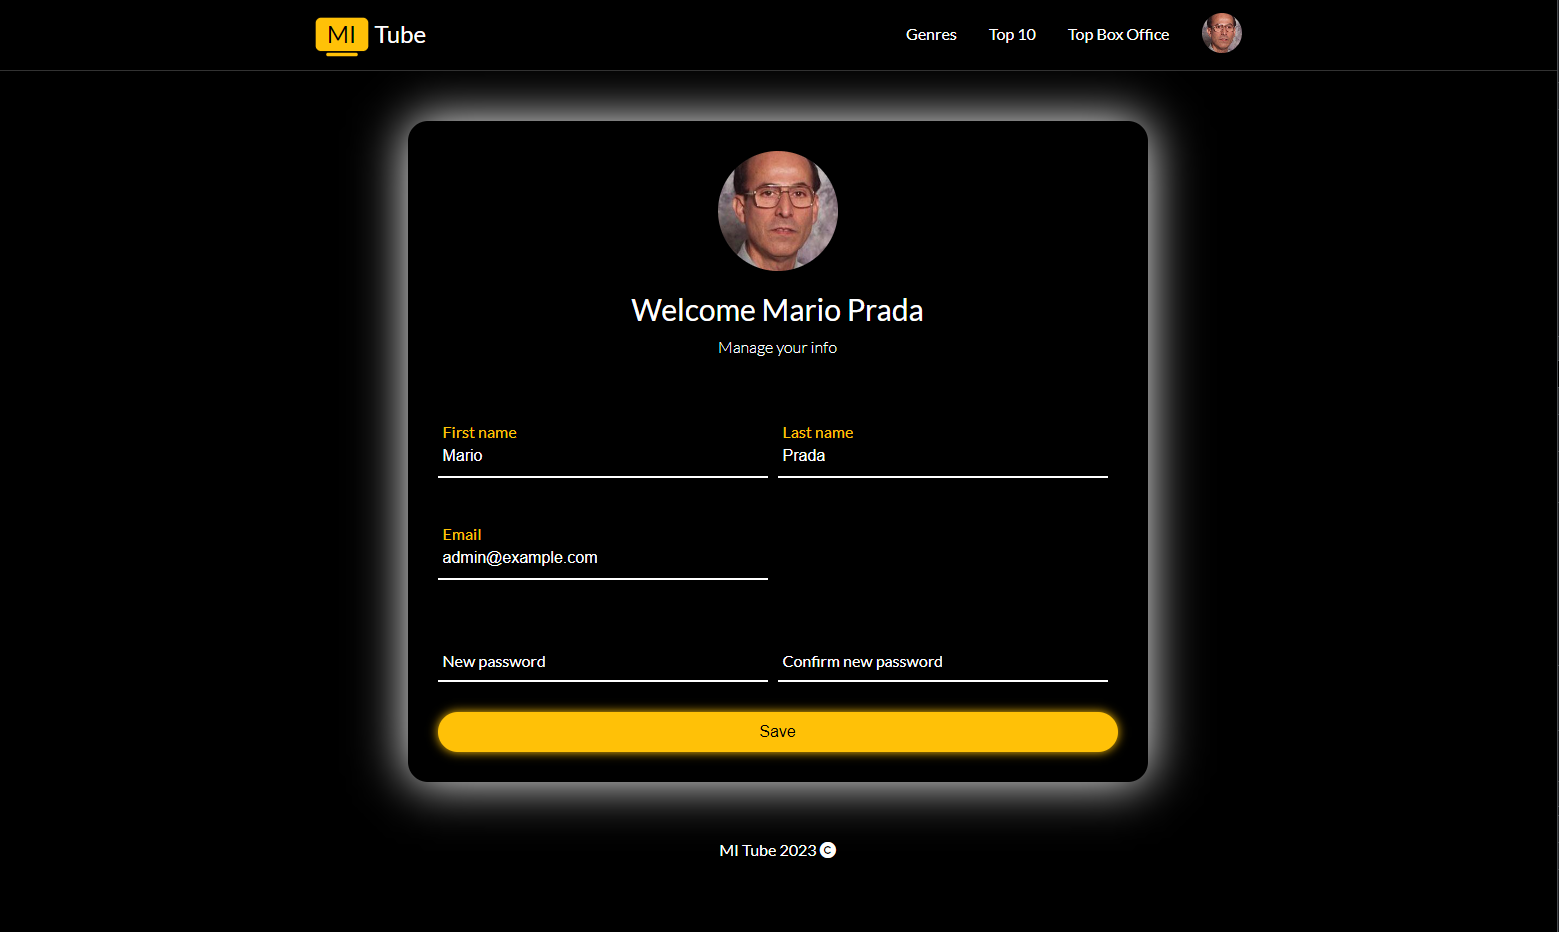 MI Tube
Genres Top 10 Top Box Office
Welcome Mario Prada
Manage your info
First name Last name
Mario Prada
Email
admin@example.com
New password Confirm new password
Save
MI Tube 2023 ©